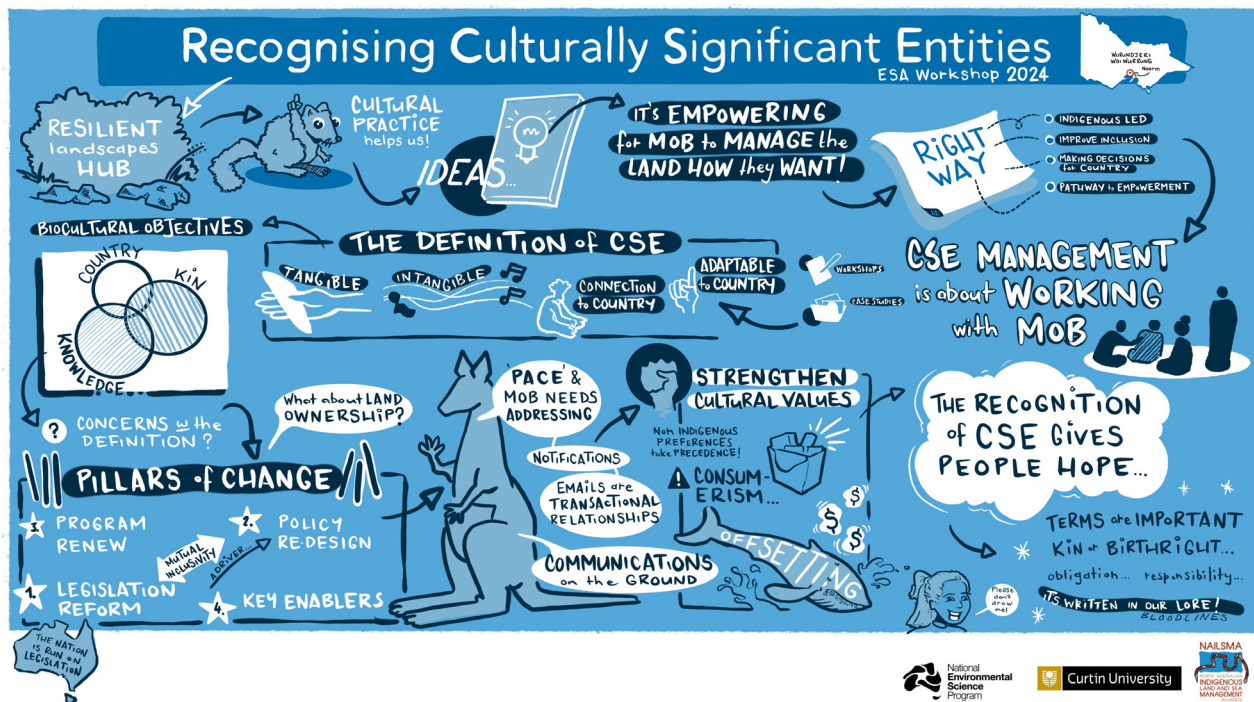 Recognising Culturally Significant Entities
ESA Workshop 2024
WURUNDJERI
WOI WURRUNG
Naarm
RESILIENT
landscapes
HUB
CULTURAL
PRACTICE
helps us!
IDEAS...
IT'S EMPOWERING
for MOB to MANAGE the
LAND HOW they WANT!
RIGHT
WAY
INDIGENOUS LED
IMPROVE INCLUSION
MAKING DECISIONS
for COUNTRY
PATHWAY to EMPOWERMENT
BIOCULTURAL OBJECTIVES
COUNTRY
KIN
KNOWLEDGE
THE DEFINITION of CSE
TANGIBLE
INTANGIBLE
CONNECTION
to COUNTRY
ADAPTABLE
to COUNTRY
WORKSHOPS
CASE STUDIES
CSE MANAGEMENT
is about WORKING
with MOB
? CONCERNS w the
DEFINITION?
What about LAND
OWNERSHIP?
PILLARS of CHANGE
3. PROGRAM
RENEW
2. POLICY
RE-DESIGN
MUTUAL
INCLUSIVITY
A DRIVER...
1. LEGISLATION
REFORM
4. KEY ENABLERS
'PACE' &
MOB NEEDS
ADDRESSING
NOTIFICATIONS
EMAILS are
TRANSACTIONAL
RELATIONSHIPS
COMMUNICATIONS
on the GROUND
STRENGTHEN
CULTURAL VALUES
Non INDIGENOUS
PREFERENCES
take PRECEDENCE!
! CONSUM-
ERISM...
$
$
$
OFFSETTING
THE RECOGNITION
of CSE GIVES
PEOPLE HOPE...
TERMS are IMPORTANT
KIN or BIRTHRIGHT...
obligation... responsibility...
IT'S WRITTEN IN OUR LORE!
BLOODLINES
Please
don't
draw
me!
THE NATION
IS RUN ON
LEGISLATION
National
Environmental
Science
Program
Curtin University
NAILSMA
NORTH AUSTRALIAN
INDIGENOUS
LAND AND SEA
MANAGEMENT
ALLIANCE